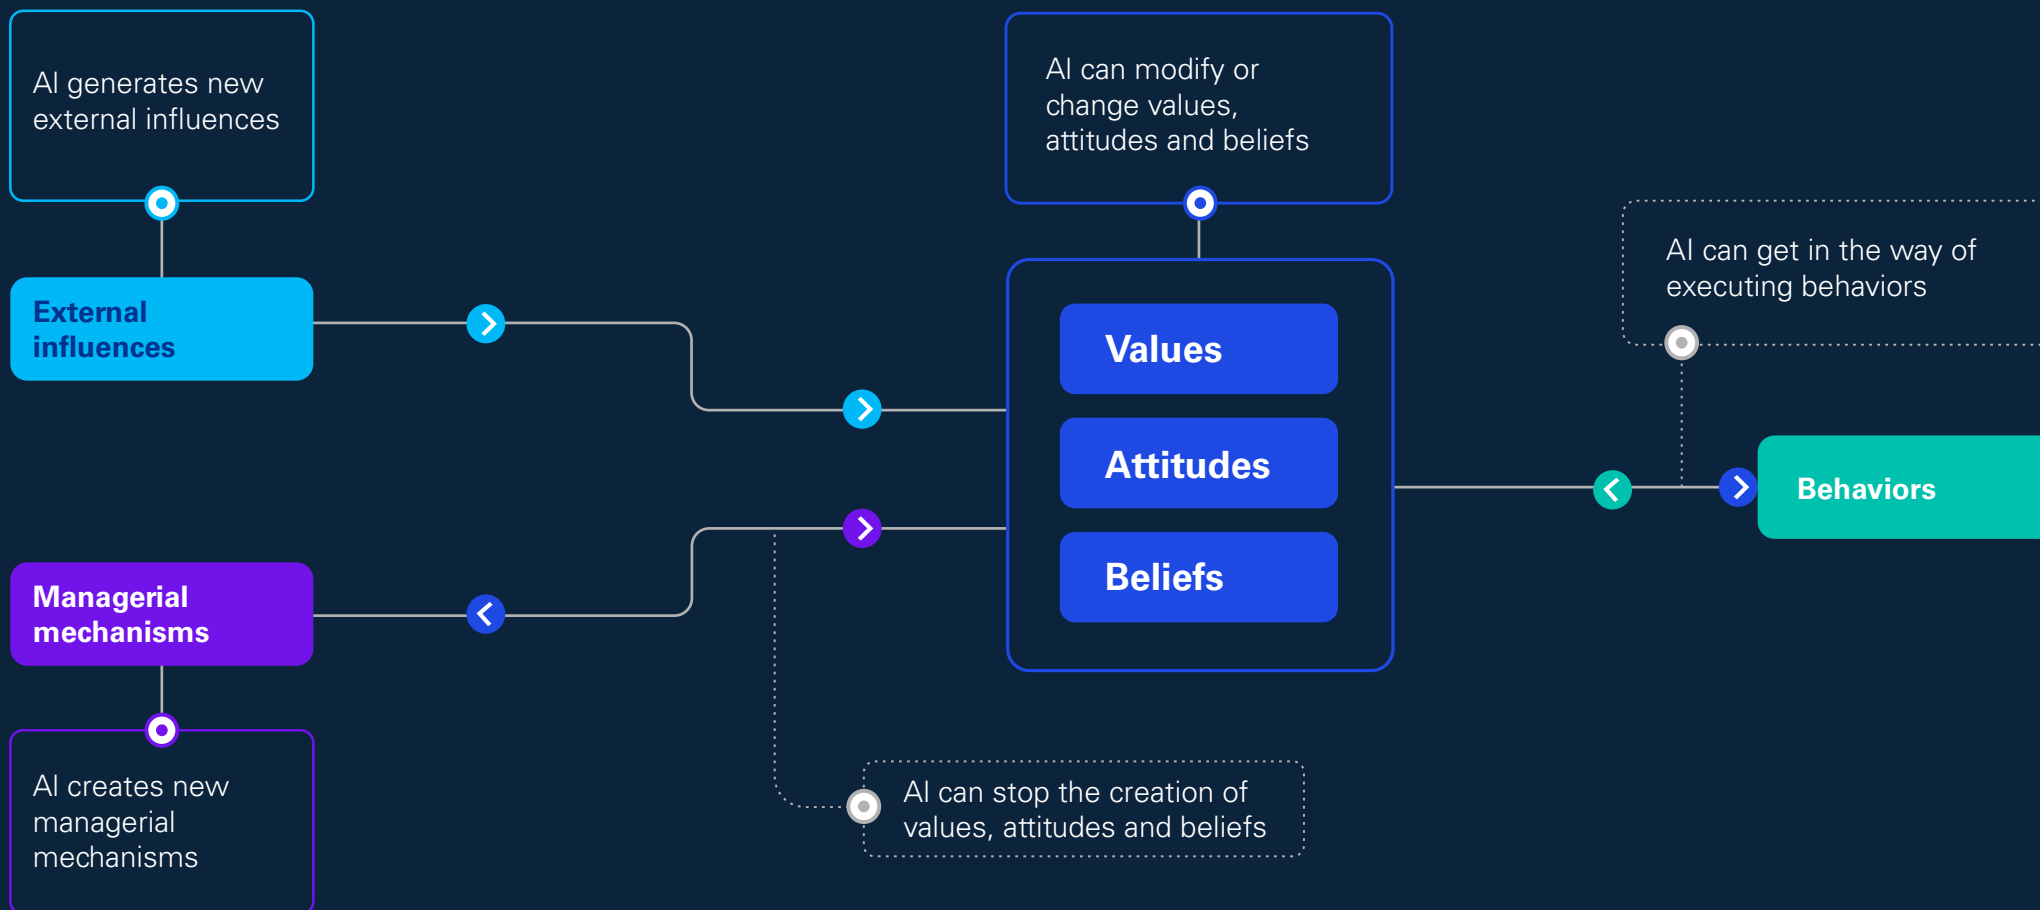 AI generates new
external influences
AI can modify or
change values,
attitudes and beliefs
AI can get in the way of
executing behaviors
External
influences
Values
Attitudes
Beliefs
Behaviors
Managerial
mechanisms
AI creates new
managerial
mechanisms
AI can stop the creation of
values, attitudes and beliefs